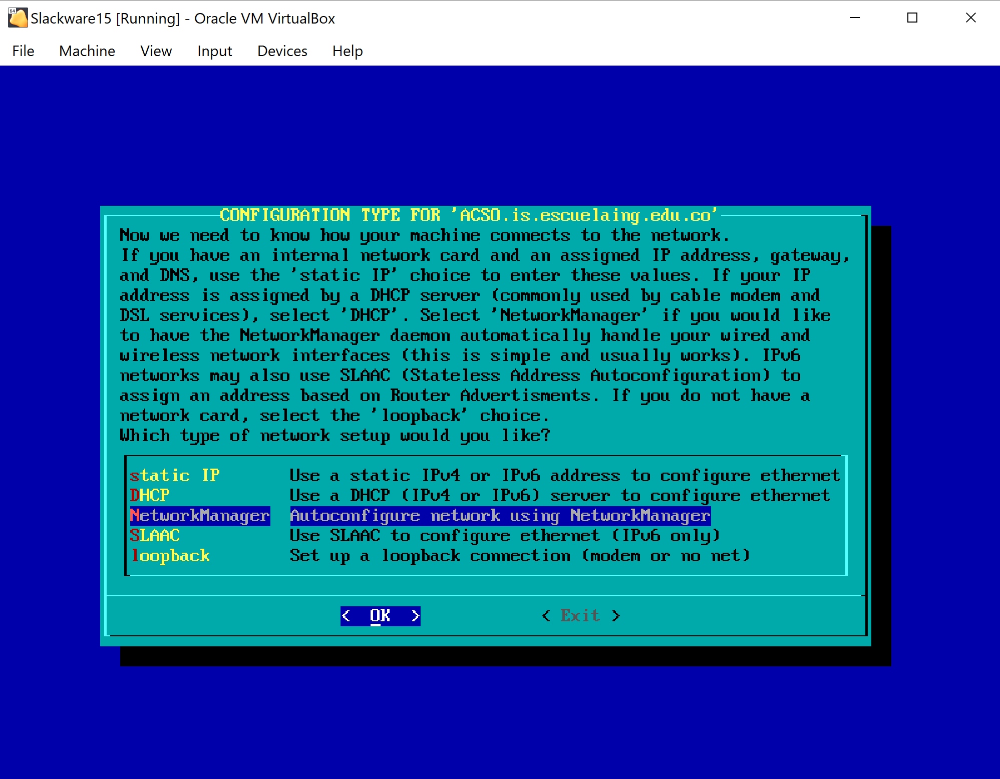 64
Slackware15 [Running] - Oracle VM VirtualBox
File Machine View Input Devices Help
CONFIGURATION TYPE FOR 'ACSO.is.escuelaing.edu.co'
Now we need to know how your machine connects to the network.
If you have an internal network card and an assigned IP address, gateway,
and DNS, use the 'static IP' choice to enter these values. If your IP
address is assigned by a DHCP server (commonly used by cable modem and
DSL services), select 'DHCP'. Select 'NetworkManager' if you would like
to have the NetworkManager daemon automatically handle your wired and
wireless network interfaces (this is simple and usually works). IPv6
networks may also use SLAAC (Stateless Address Autoconfiguration) to
assign an address based on Router Advertisments. If you do not have a
network card, select the 'loopback' choice.
Which type of network setup would you like?
static IP Use a static IPv4 or IPv6 address to configure ethernet
DHCP Use a DHCP (IPv4 or IPv6) server to configure ethernet
NetworkManager Autoconfigure network using NetworkManager
SLAAC Use SLAAC to configure ethernet (IPv6 only)
loopback Set up a loopback connection (modem or no net)
< OK > < Exit >